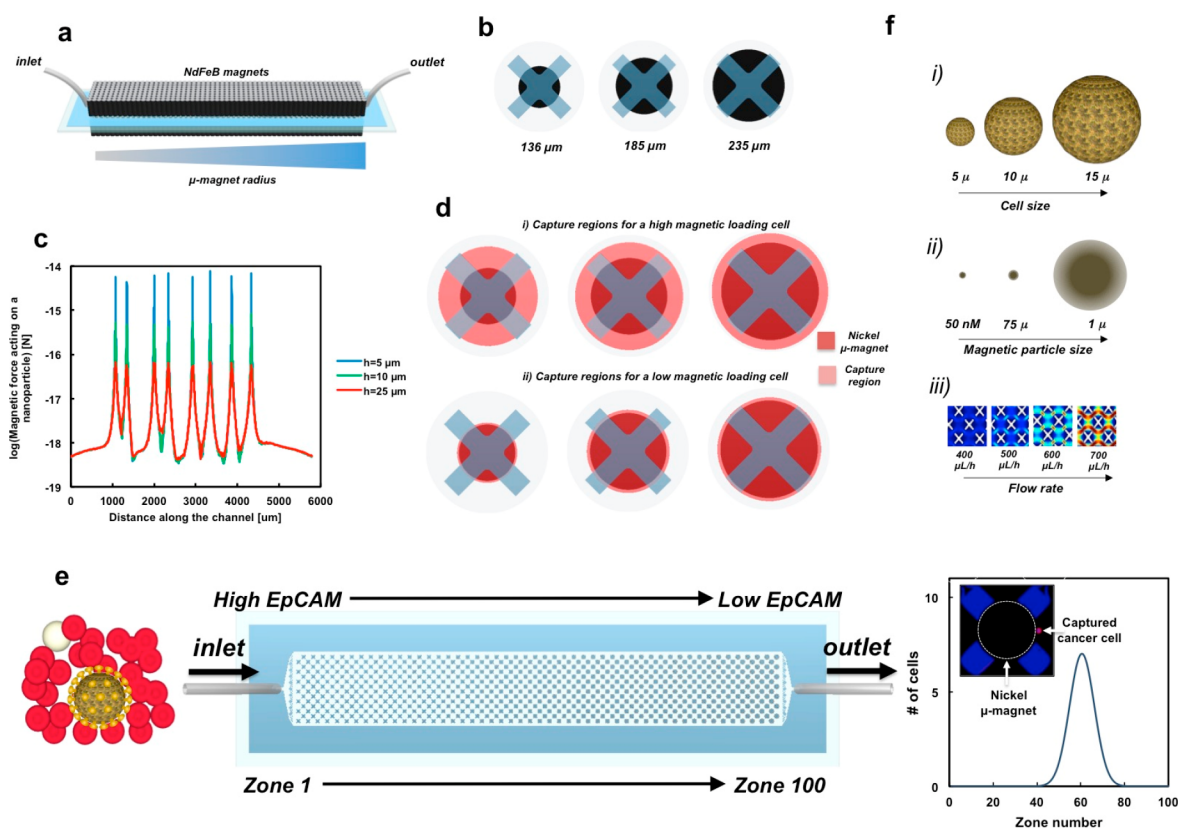 a
inlet
NdFeB magnets
outlet
µ-magnet radius
b
136 µm
185 µm
235 µm
c
log(Magnetic force acting on a
nanoparticle) [N]
-14
-15
-16
-17
-18
-19
0
1000
2000
3000
4000
5000
6000
Distance along the channel [um]
h=5 µm
h=10 µm
h=25 µm
d
i) Capture regions for a high magnetic loading cell
Nickel
µ-magnet
Capture
region
ii) Capture regions for a low magnetic loading cell
f
i)
5 µ
10 µ
15 µ
Cell size
ii)
50 nM
75 µ
1 µ
Magnetic particle size
iii)
400
µL/h
500
µL/h
600
µL/h
700
µL/h
Flow rate
e
High EpCAM
Low EpCAM
inlet
outlet
Zone 1
Zone 100
# of cells
10
5
0
Captured
cancer cell
Nickel
µ-magnet
0
20
40
60
80
100
Zone number